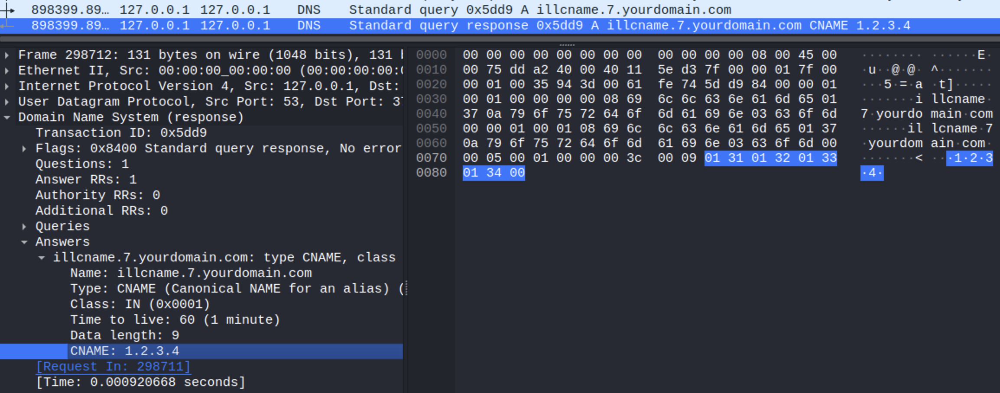 898399.89… 127.0.0.1 127.0.0.1 DNS Standard query 0x5dd9 A illcname.7.yourdomain.com
898399.89… 127.0.0.1 127.0.0.1 DNS Standard query response 0x5dd9 A illcname.7.yourdomain.com CNAME 1.2.3.4
Frame 298712: 131 bytes on wire (1048 bits), 131
Ethernet II, Src: 00:00:00_00:00:00 (00:00:00:00:0
Internet Protocol Version 4, Src: 127.0.0.1, Dst:
User Datagram Protocol, Src Port: 53, Dst Port: 3
Domain Name System (response)
Transaction ID: 0x5dd9
Flags: 0x8400 Standard query response, No error
Questions: 1
Answer RRs: 1
Authority RRs: 0
Additional RRs: 0
Queries
Answers
illcname.7.yourdomain.com: type CNAME, class
Name: illcname.7.yourdomain.com
Type: CNAME (Canonical NAME for an alias) (
Class: IN (0x0001)
Time to live: 60 (1 minute)
Data length: 9
CNAME: 1.2.3.4
[Request In: 298711]
[Time: 0.000920668 seconds]
0000 00 00 00 00 00 00 00 00 00 00 00 00 08 00 45 00 ········ ······E·
0010 00 75 dd a2 40 00 40 11 5e d3 7f 00 00 01 7f 00 ·u··@·@· ^·······
0020 00 01 00 35 94 3d 00 61 fe 74 5d d9 84 00 00 01 ···5·=·a ·t]·····
0030 00 01 00 00 00 00 08 69 6c 6c 63 6e 61 6d 65 01 ·······i llcname·
0040 37 0a 79 6f 75 72 64 6f 6d 61 69 6e 03 63 6f 6d 7·yourdo main·com
0050 00 00 01 00 01 08 69 6c 6c 63 6e 61 6d 65 01 37 ······il lcname·7
0060 0a 79 6f 75 72 64 6f 6d 61 69 6e 03 63 6f 6d 00 ·yourdom ain·com·
0070 00 05 00 01 00 00 00 3c 00 09 01 31 01 32 01 33 ·······< ···1·2·3
0080 01 34 00 ·4·